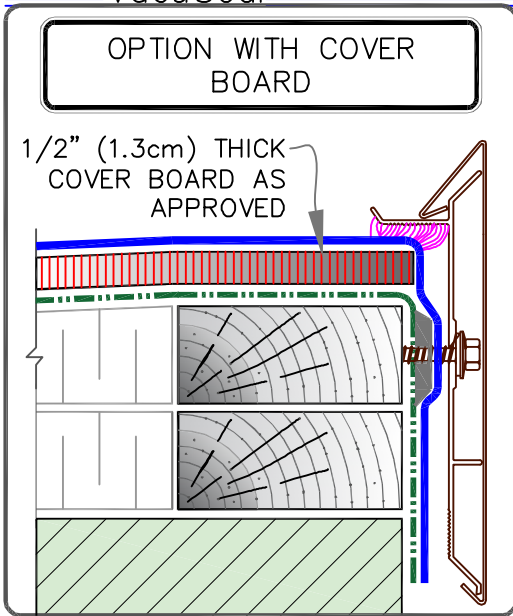 OPTION WITH COVER
BOARD
1/2" (1.3cm) THICK
COVER BOARD AS
APPROVED